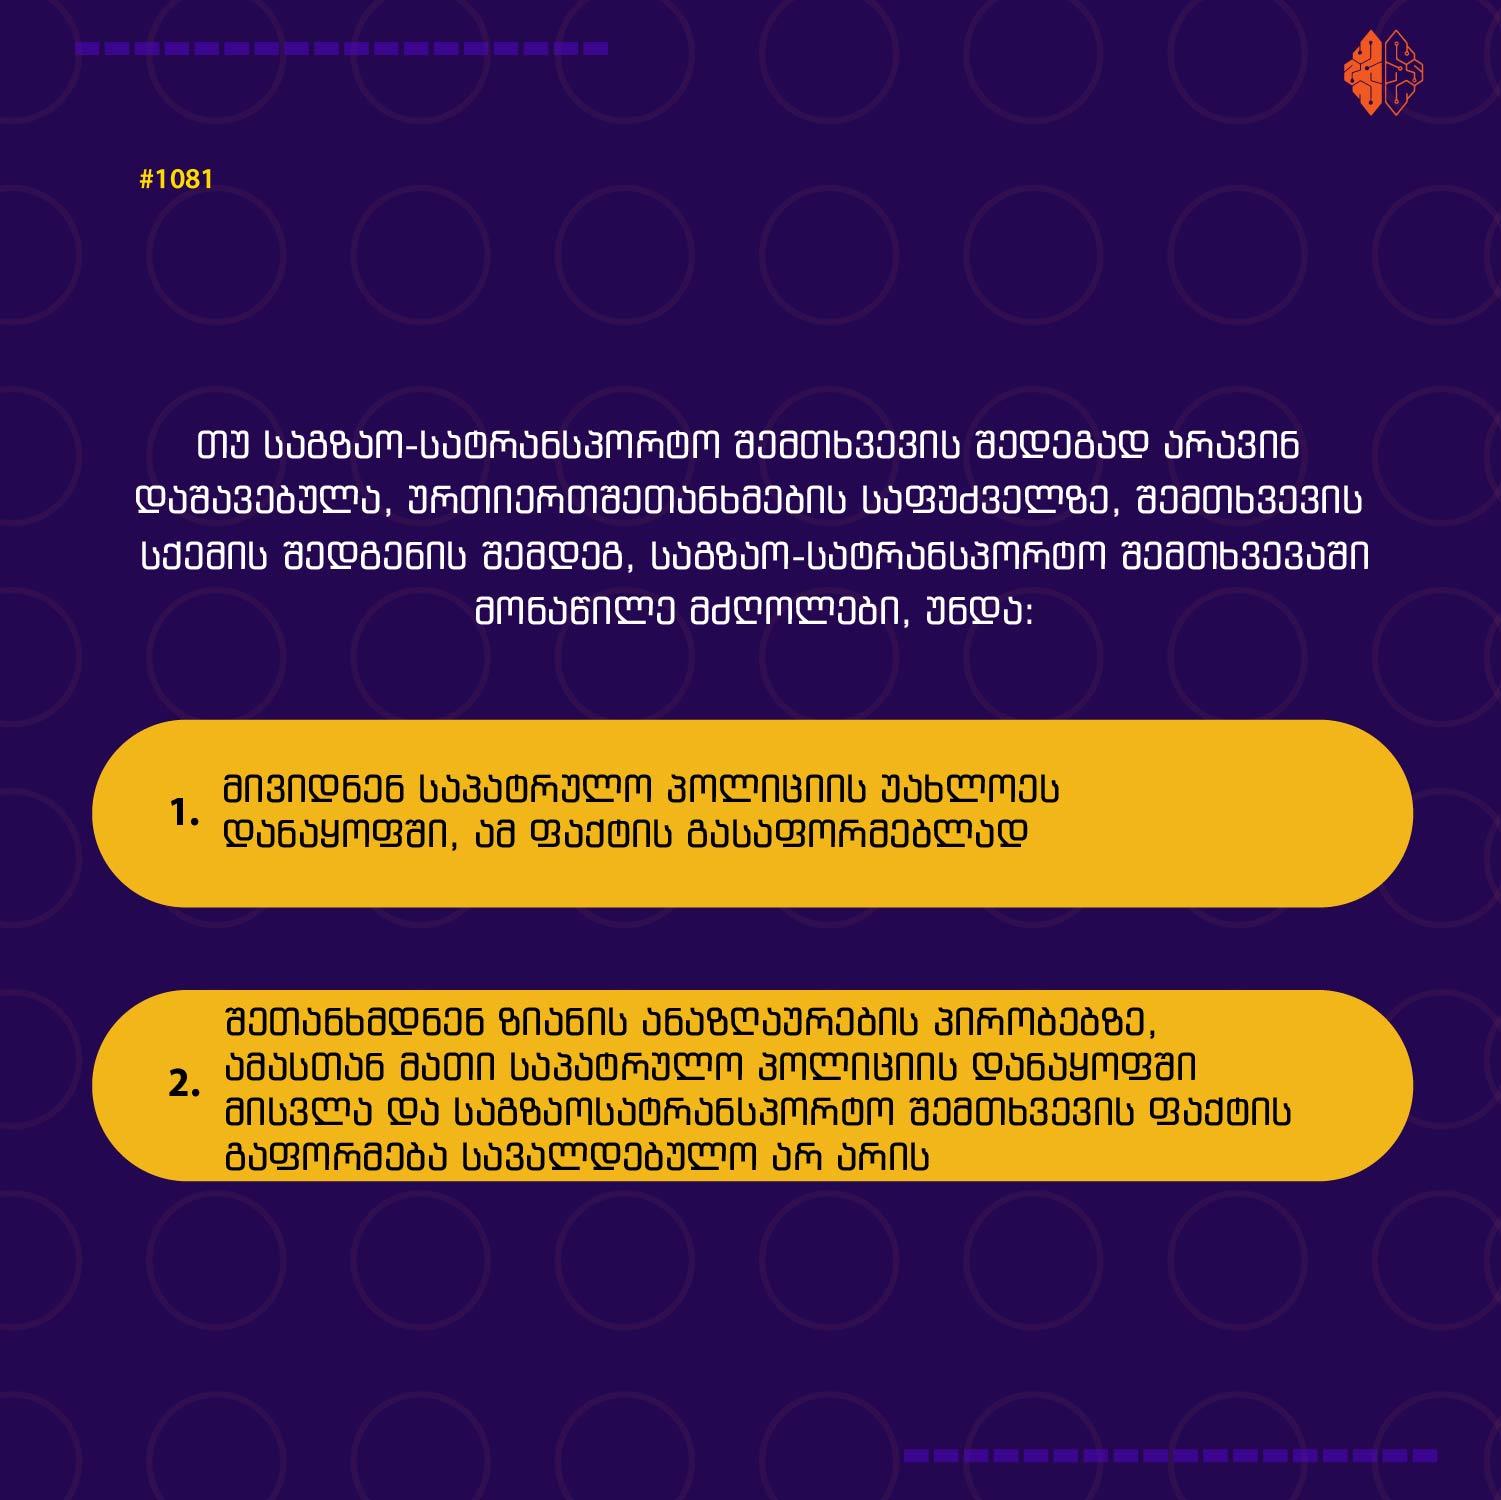 #1081
თუ საგზაო-სატრანსპორტო შემთხვევის შედეგად არავინ
დაშავებულა, ურთიერთშეთანხმების საფუძველზე, შემთხვევის
სქემის შედგენის შემდეგ, საგზაო-სატრანსპორტო შემთხვევაში
მონაწილე მძღოლები, უნდა:
1. მივიდნენ საპატრულო პოლიციის უახლოეს
დანაყოფში, ამ ფაქტის გასაფორმებლად
2. შეთანხმდნენ ზიანის ანაზღაურების პირობებზე,
ამასთან მათი საპატრულო პოლიციის დანაყოფში
მისვლა და საგზაოსატრანსპორტო შემთხვევის ფაქტის
გაფორმება სავალდებულო არ არის